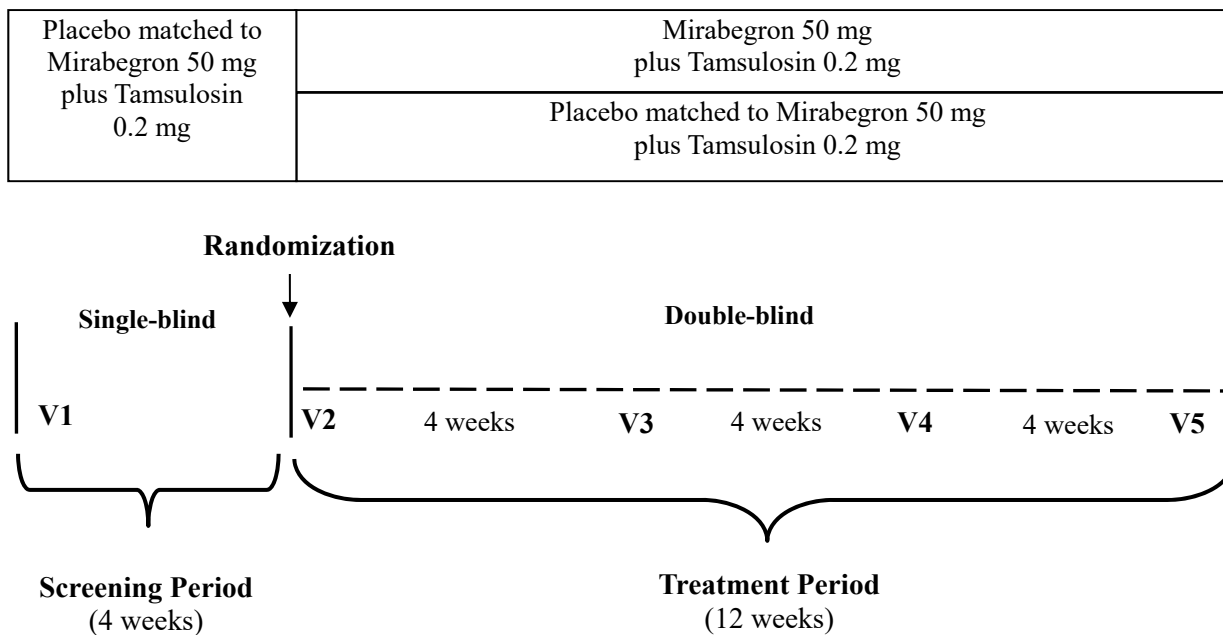 Placebo matched to
Mirabegron 50 mg
plus Tamsulosin
0.2 mg
Mirabegron 50 mg
plus Tamsulosin 0.2 mg
Placebo matched to Mirabegron 50 mg
plus Tamsulosin 0.2 mg
Randomization
Single-blind
Double-blind
V1
V2
4 weeks
V3
4 weeks
V4
4 weeks
V5
Screening Period
(4 weeks)
Treatment Period
(12 weeks)